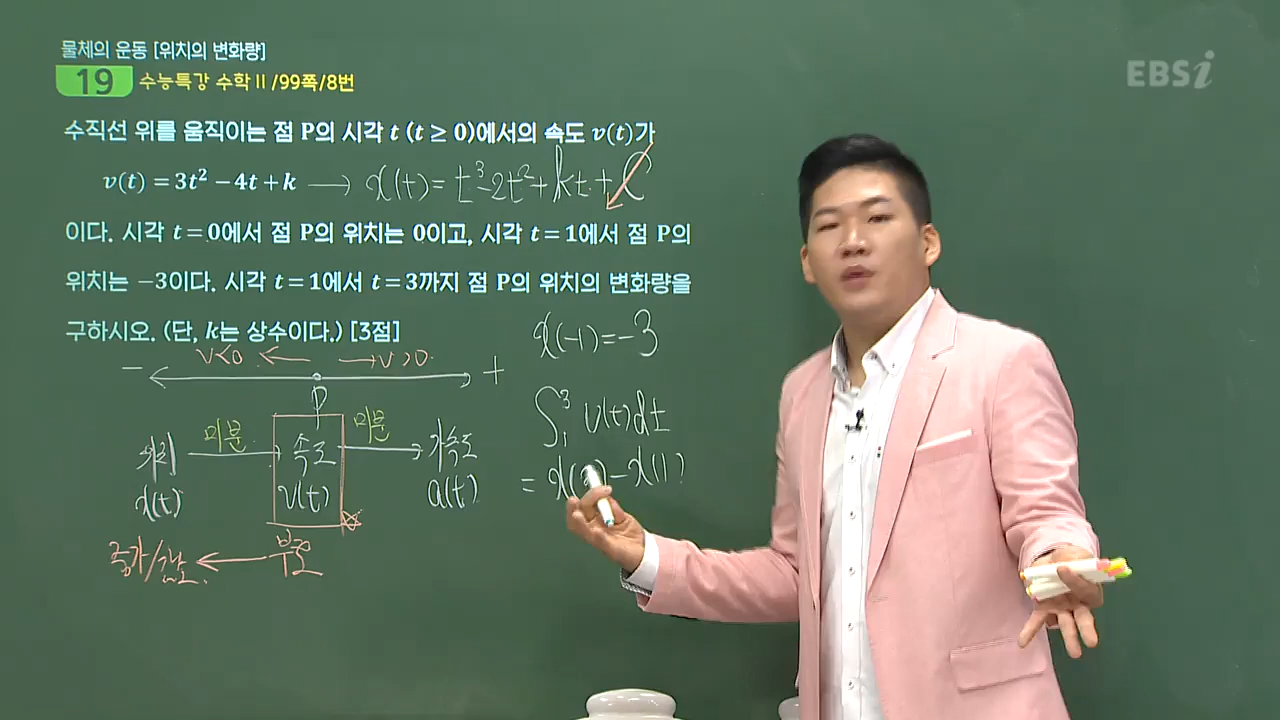 물체의 운동 [위치의 변화량]
19 수능특강 수학 II /99쪽/8번
EBSi
수직선 위를 움직이는 점 P의 시각 t (t ≥ 0)에서의 속도 v(t)가
v(t) = 3t² − 4t + k ⟶ x(t) = t³ - 2t² + kt + C
이다. 시각 t = 0에서 점 P의 위치는 0이고, 시각 t = 1에서 점 P의
위치는 −3이다. 시각 t = 1에서 t = 3까지 점 P의 위치의 변화량을
구하시오. (단, k는 상수이다.) [3점]
x(-1) = -3
− v<0 ← → v>0 +
P
∫₁³ v(t)dt
위치 미분 속도 미분 가속도
x(t) v(t) a(t)
= x( ) - x(1)
증가/감소 ← 부호